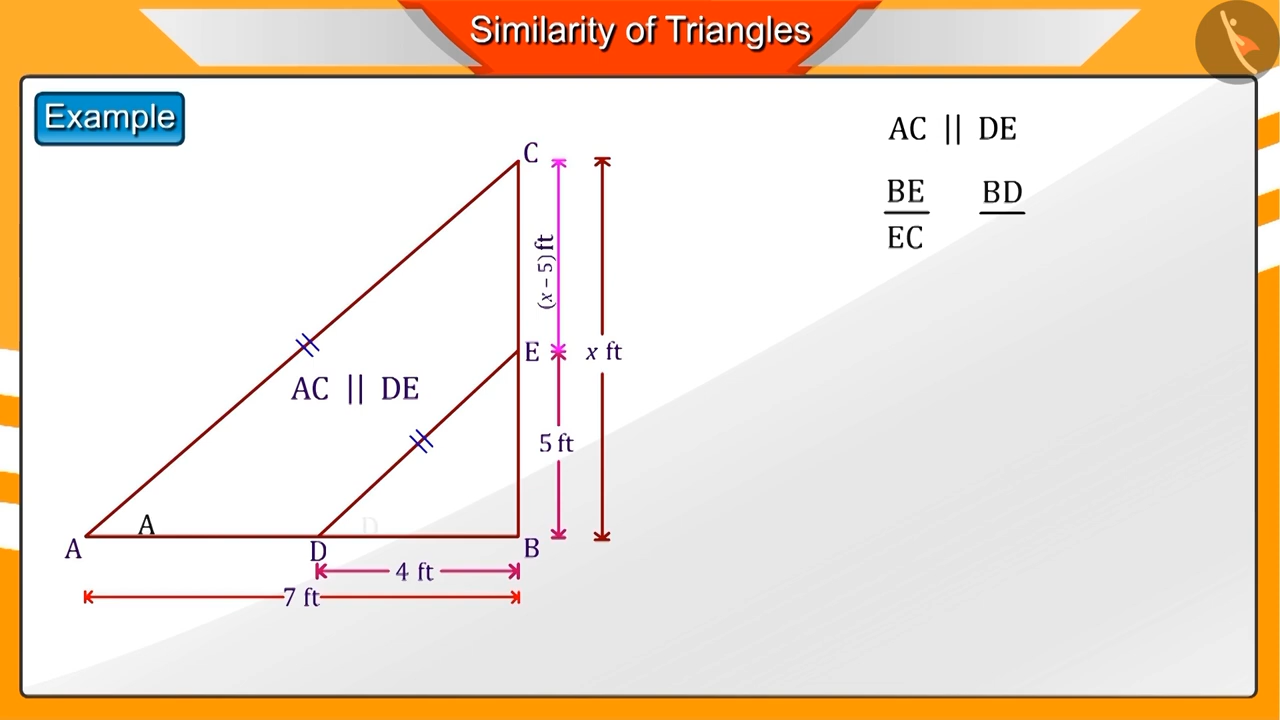 Similarity of Triangles
Example
AC || DE
BE BD
EC
C
(x – 5) ft
E
x ft
AC || DE
5 ft
A
D
A
D
B
4 ft
7 ft